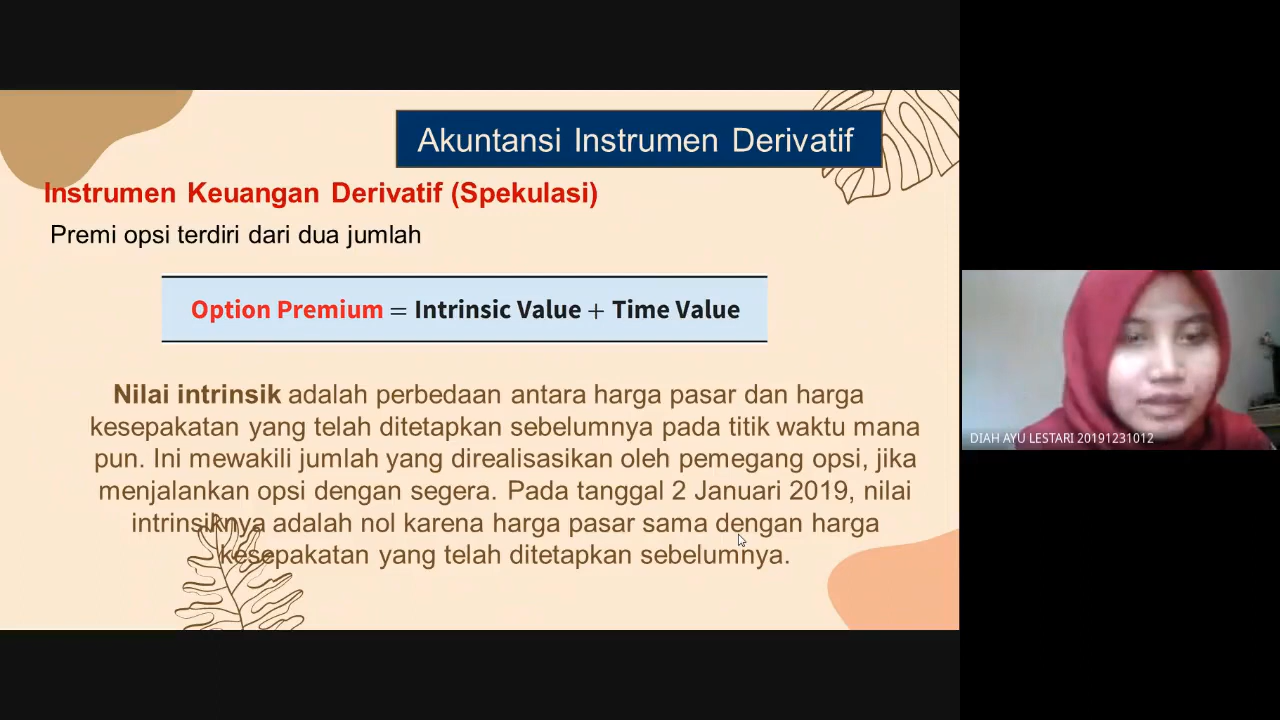 Akuntansi Instrumen Derivatif
Instrumen Keuangan Derivatif (Spekulasi)
Premi opsi terdiri dari dua jumlah
Option Premium = Intrinsic Value + Time Value
Nilai intrinsik adalah perbedaan antara harga pasar dan harga
kesepakatan yang telah ditetapkan sebelumnya pada titik waktu mana
pun. Ini mewakili jumlah yang direalisasikan oleh pemegang opsi, jika
menjalankan opsi dengan segera. Pada tanggal 2 Januari 2019, nilai
intrinsiknya adalah nol karena harga pasar sama dengan harga
kesepakatan yang telah ditetapkan sebelumnya.
DIAH AYU LESTARI 20191231012